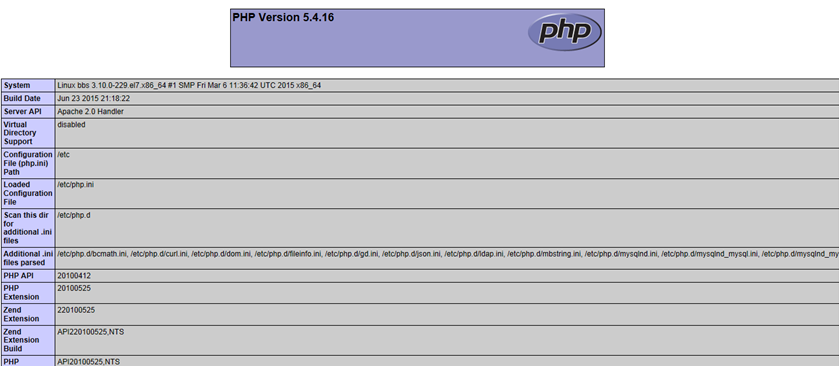 PHP Version 5.4.16
php
System Linux bbs 3.10.0-229.el7.x86_64 #1 SMP Fri Mar 6 11:36:42 UTC 2015 x86_64
Build Date Jun 23 2015 21:18:22
Server API Apache 2.0 Handler
Virtual disabled
Directory
Support
Configuration /etc
File (php.ini)
Path
Loaded /etc/php.ini
Configuration
File
Scan this dir /etc/php.d
for
additional .ini
files
Additional .ini /etc/php.d/bcmath.ini, /etc/php.d/curl.ini, /etc/php.d/dom.ini, /etc/php.d/fileinfo.ini, /etc/php.d/gd.ini, /etc/php.d/json.ini, /etc/php.d/ldap.ini, /etc/php.d/mbstring.ini, /etc/php.d/mysqlnd.ini, /etc/php.d/mysqlnd_mysql.ini, /etc/php.d/mysqlnd_my
files parsed
PHP API 20100412
PHP 20100525
Extension
Zend 220100525
Extension
Zend API220100525,NTS
Extension
Build
PHP API20100525,NTS